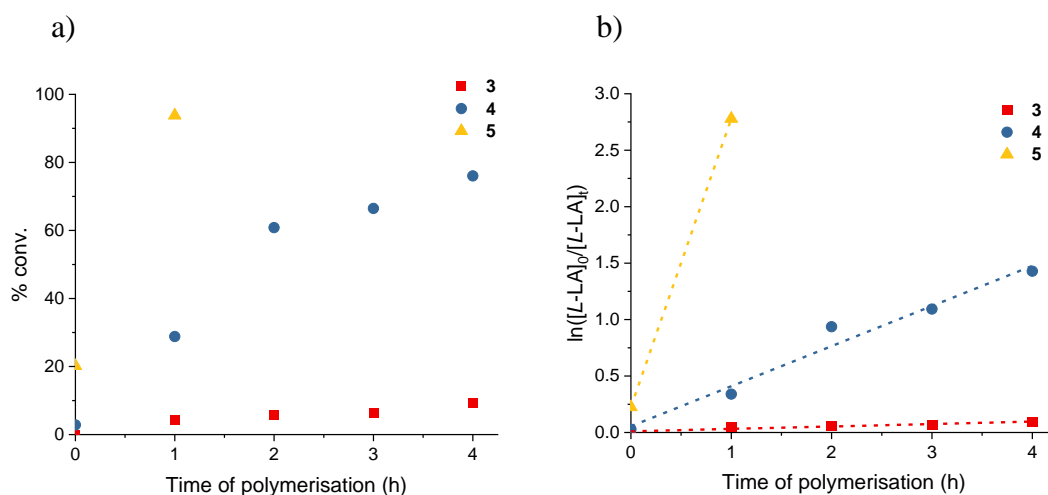 a)
3
4
5
100
80
60
40
20
0
% conv.
0 1 2 3 4
Time of polymerisation (h)
b)
3
4
5
3.0
2.5
2.0
1.5
1.0
0.5
0.0
ln([L-LA]0/[L-LA]t)
0 1 2 3 4
Time of polymerisation (h)